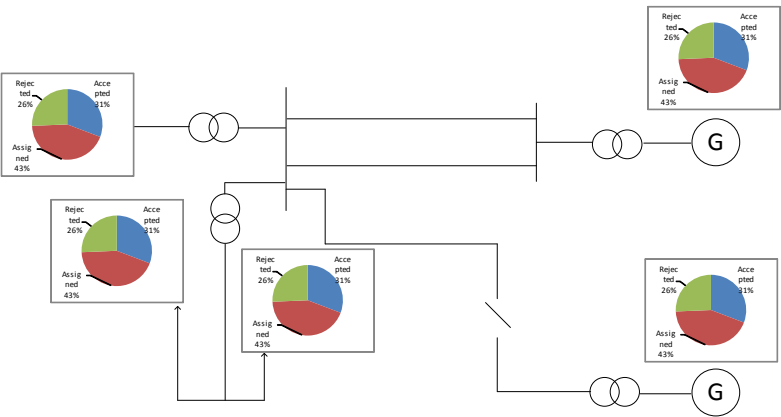 Rejec
ted
26%
Acce
pted
31%
Assig
ned
43%
Rejec
ted
26%
Acce
pted
31%
Assig
ned
43%
G
Rejec
ted
26%
Acce
pted
31%
Assig
ned
43%
Rejec
ted
26%
Acce
pted
31%
Assig
ned
43%
Rejec
ted
26%
Acce
pted
31%
Assig
ned
43%
G